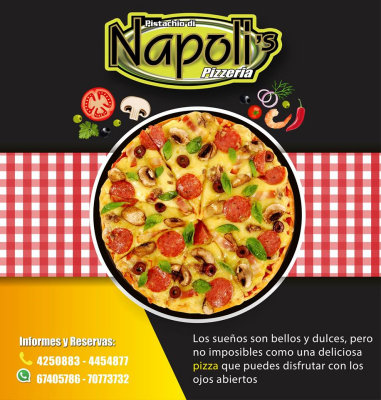 Pistachio di
Napoli's
Pizzería
Informes y Reservas:
4250883 - 4454877
67405786 - 70773732
Los sueños son bellos y dulces, pero
no imposibles como una deliciosa
pizza que puedes disfrutar con los
ojos abiertos